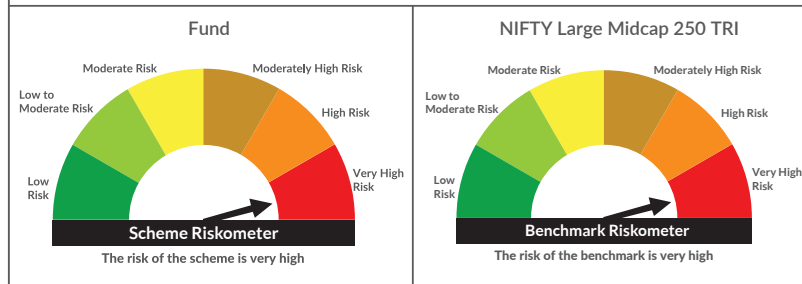 Fund
Moderate Risk
Moderately High Risk
Low to
Moderate Risk
High Risk
Low
Risk
Very High
Risk
Scheme Riskometer
The risk of the scheme is very high
NIFTY Large Midcap 250 TRI
Moderate Risk
Moderately High Risk
Low to
Moderate Risk
High Risk
Low
Risk
Very High
Risk
Benchmark Riskometer
The risk of the benchmark is very high